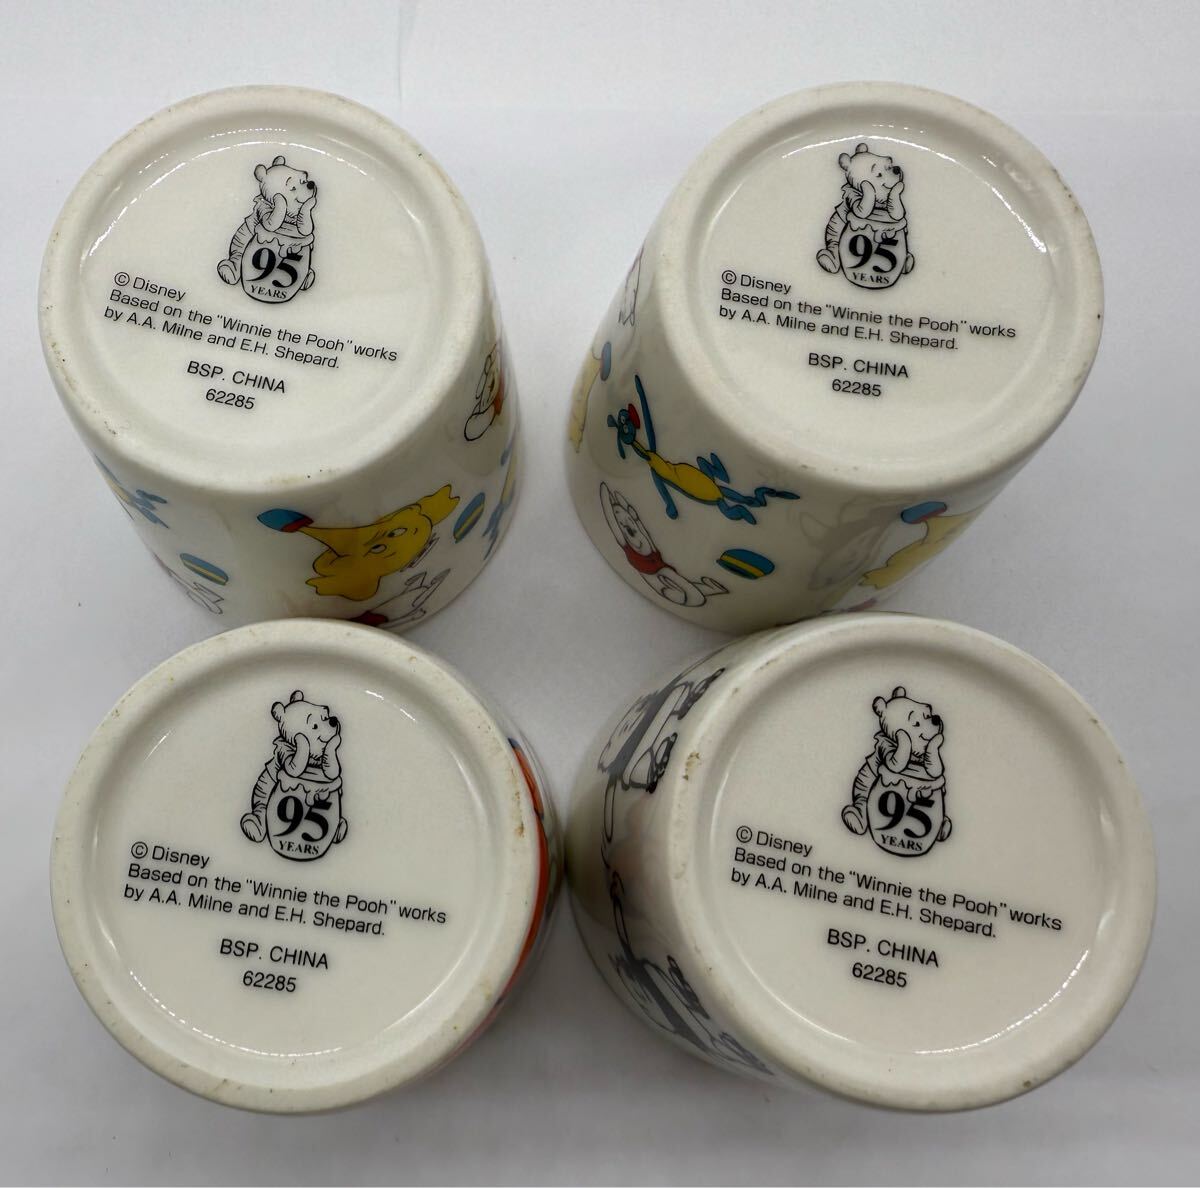 95
YEARS
© Disney
Based on the "Winnie the Pooh" works
by A.A. Milne and E.H. Shepard.
BSP. CHINA
62285
95
YEARS
© Disney
Based on the "Winnie the Pooh" works
by A.A. Milne and E.H. Shepard.
BSP. CHINA
62285
95
YEARS
© Disney
Based on the "Winnie the Pooh" works
by A.A. Milne and E.H. Shepard.
BSP. CHINA
62285
95
YEARS
© Disney
Based on the "Winnie the Pooh" works
by A.A. Milne and E.H. Shepard.
BSP. CHINA
62285